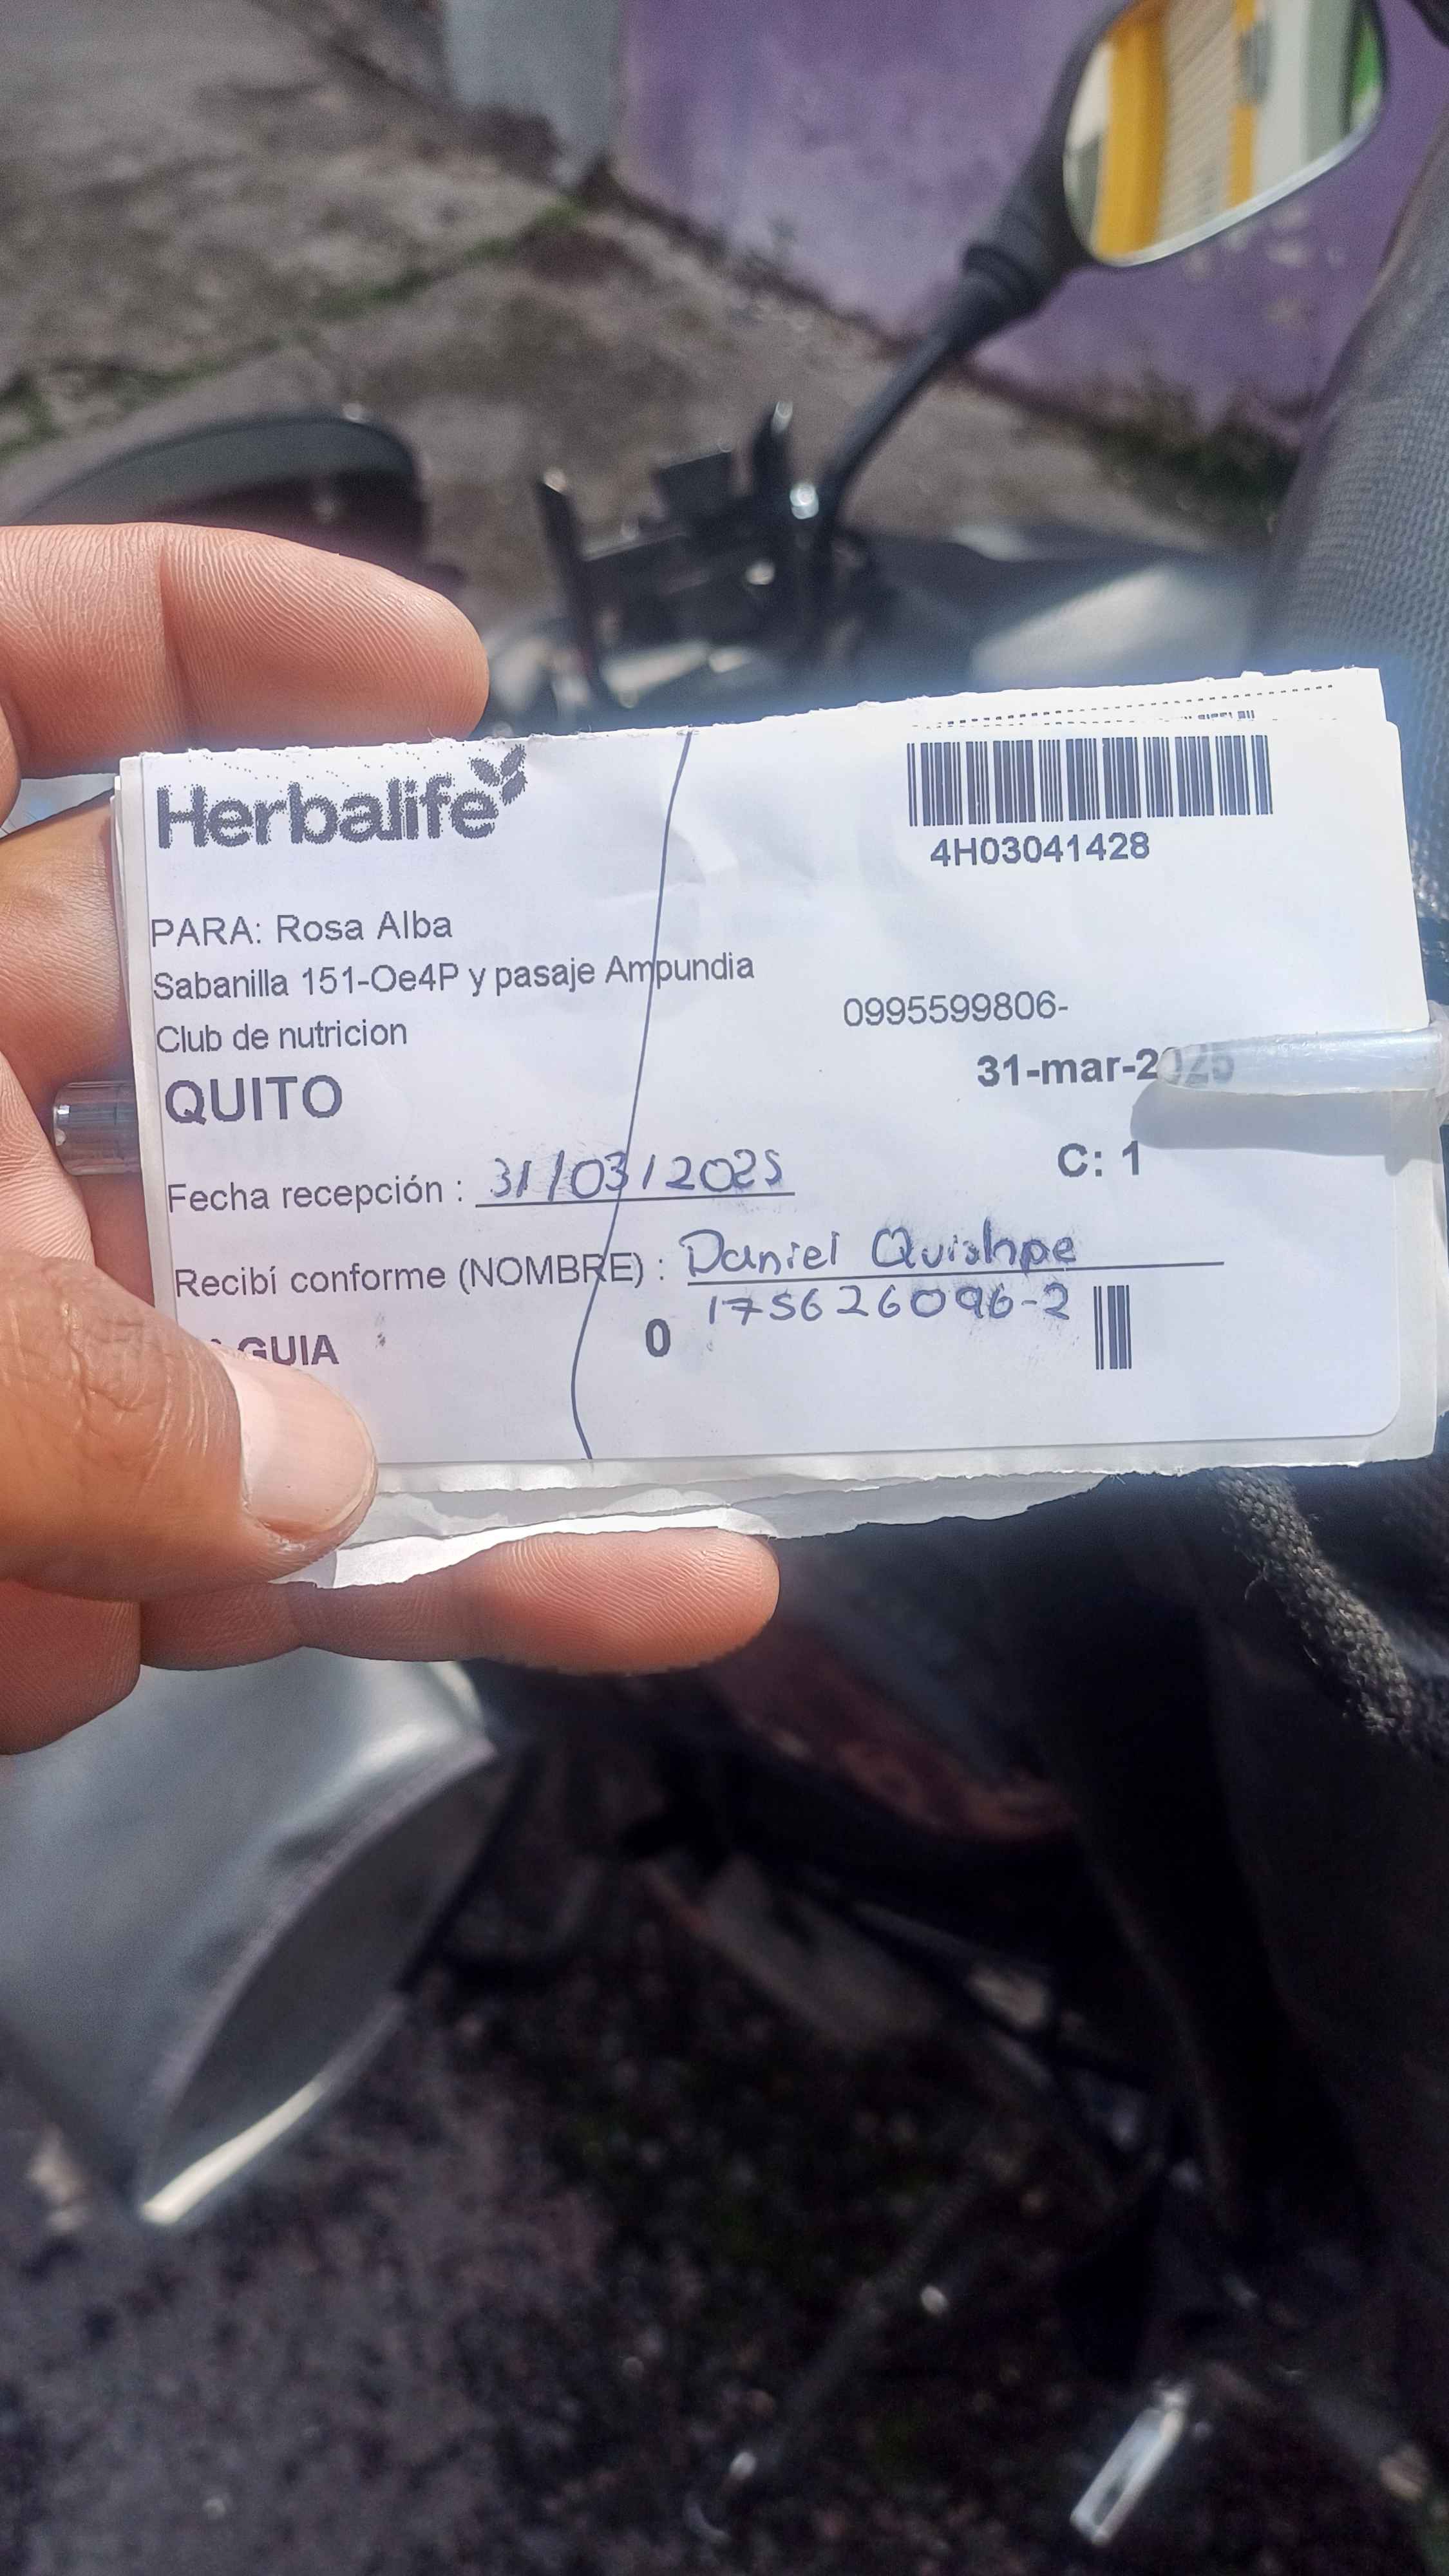 Herbalife
4H03041428
PARA: Rosa Alba
Sabanilla 151-Oe4P y pasaje Ampundia
0995599806-
Club de nutricion
31-mar-2025
QUITO
C: 1
Fecha recepción : 31/03/2025
Recibí conforme (NOMBRE) : Daniel Quishpe
175626096-2
GUIA 0